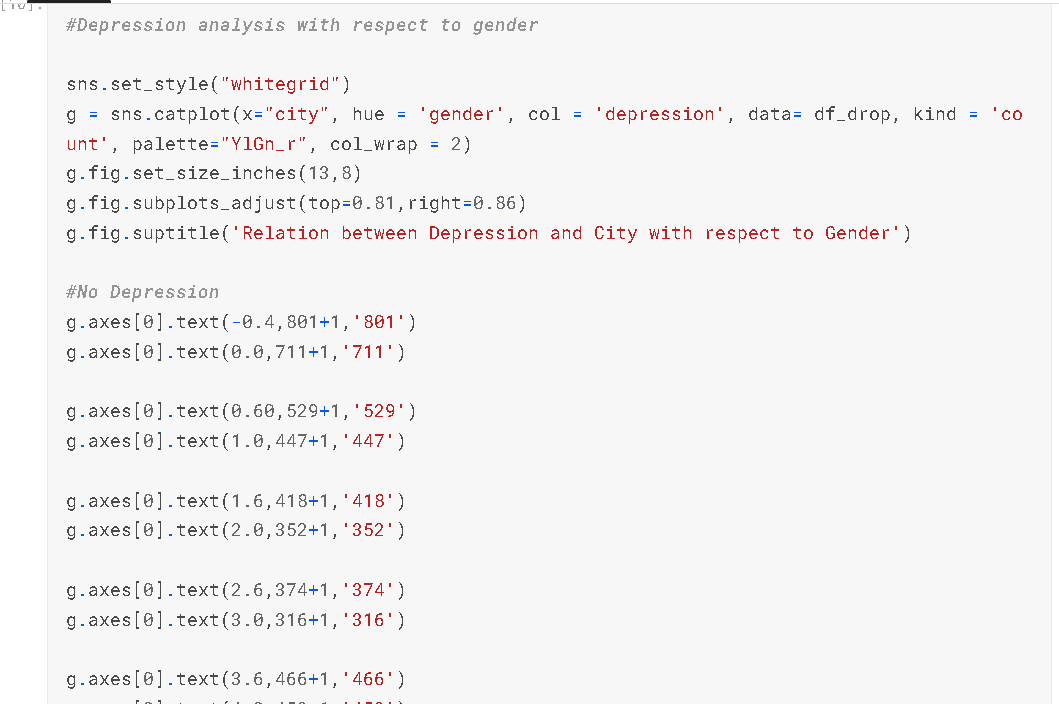 #Depression analysis with respect to gender
sns.set_style("whitegrid")
g = sns.catplot(x="city", hue = 'gender', col = 'depression', data= df_drop, kind = 'co
unt', palette="YlGn_r", col_wrap = 2)
g.fig.set_size_inches(13,8)
g.fig.subplots_adjust(top=0.81,right=0.86)
g.fig.suptitle('Relation between Depression and City with respect to Gender')
#No Depression
g.axes[0].text(-0.4,801+1,'801')
g.axes[0].text(0.0,711+1,'711')
g.axes[0].text(0.60,529+1,'529')
g.axes[0].text(1.0,447+1,'447')
g.axes[0].text(1.6,418+1,'418')
g.axes[0].text(2.0,352+1,'352')
g.axes[0].text(2.6,374+1,'374')
g.axes[0].text(3.0,316+1,'316')
g.axes[0].text(3.6,466+1,'466')